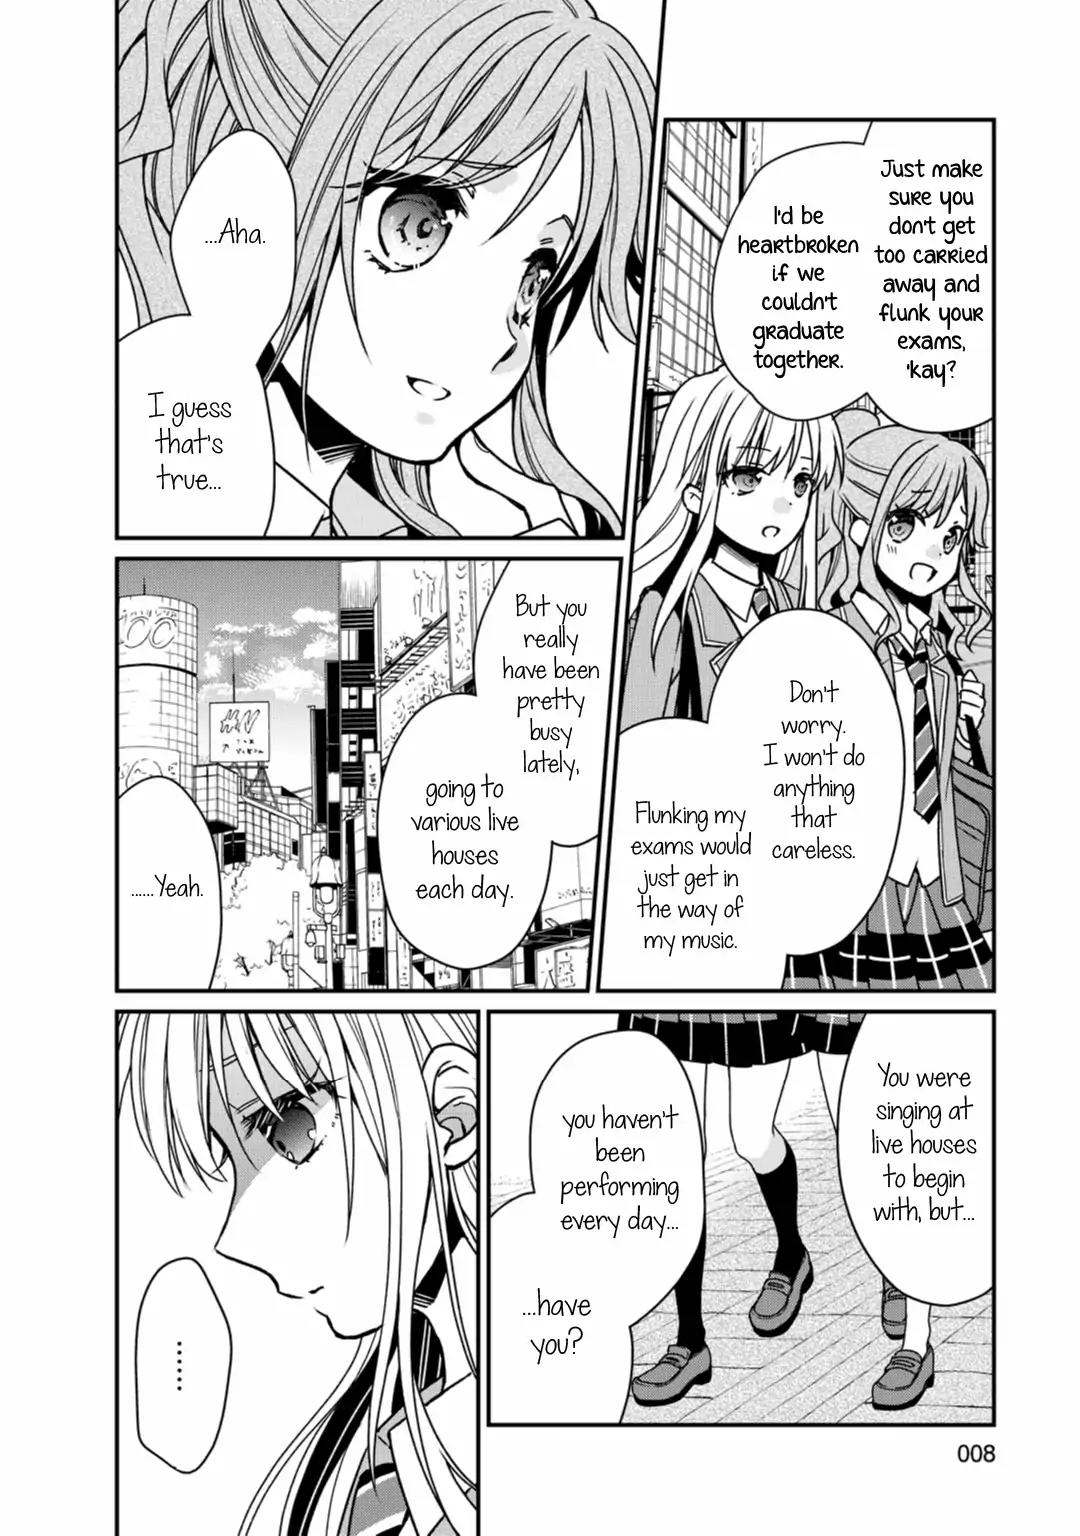 Just make
sure you
don't get
too carried
away and
flunk your
exams,
'kay?
I'd be
heartbroken
if we
couldn't
graduate
together.
Don't
worry.
I won't do
anything
that
careless.
Flunking my
exams would
just get in
the way of
my music.
...Aha.
I guess
that's
true...
But you
really
have been
pretty
busy
lately,
going to
various live
houses
each day.
......Yeah.
You were
singing at
live houses
to begin
with, but...
you haven't
been
performing
every day...
...have
you?
......
008